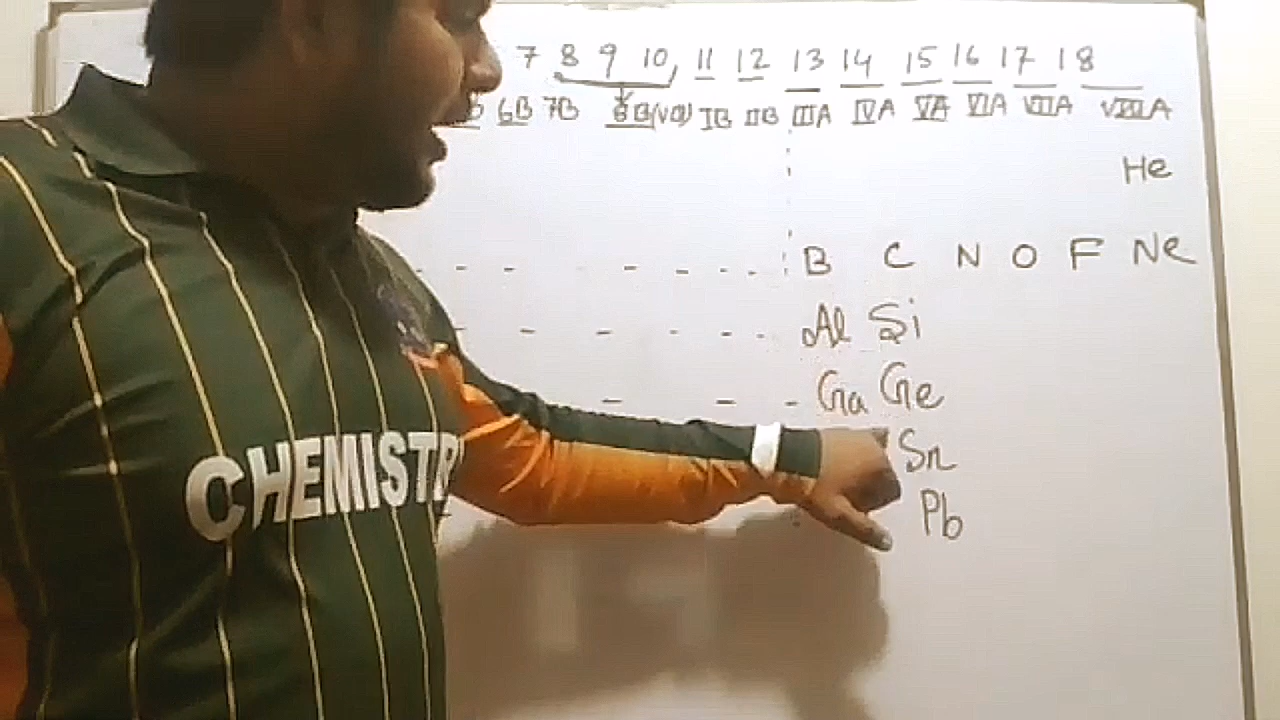 7 8 9 10, 11 12 13 14 15 16 17 18
6B 7B 8B(VIII) IB IIB IIIA IVA VA VIA VIIA VIIIA
He
B C N O F Ne
Al Si
Ga Ge
Sn
Pb
CHEMISTR